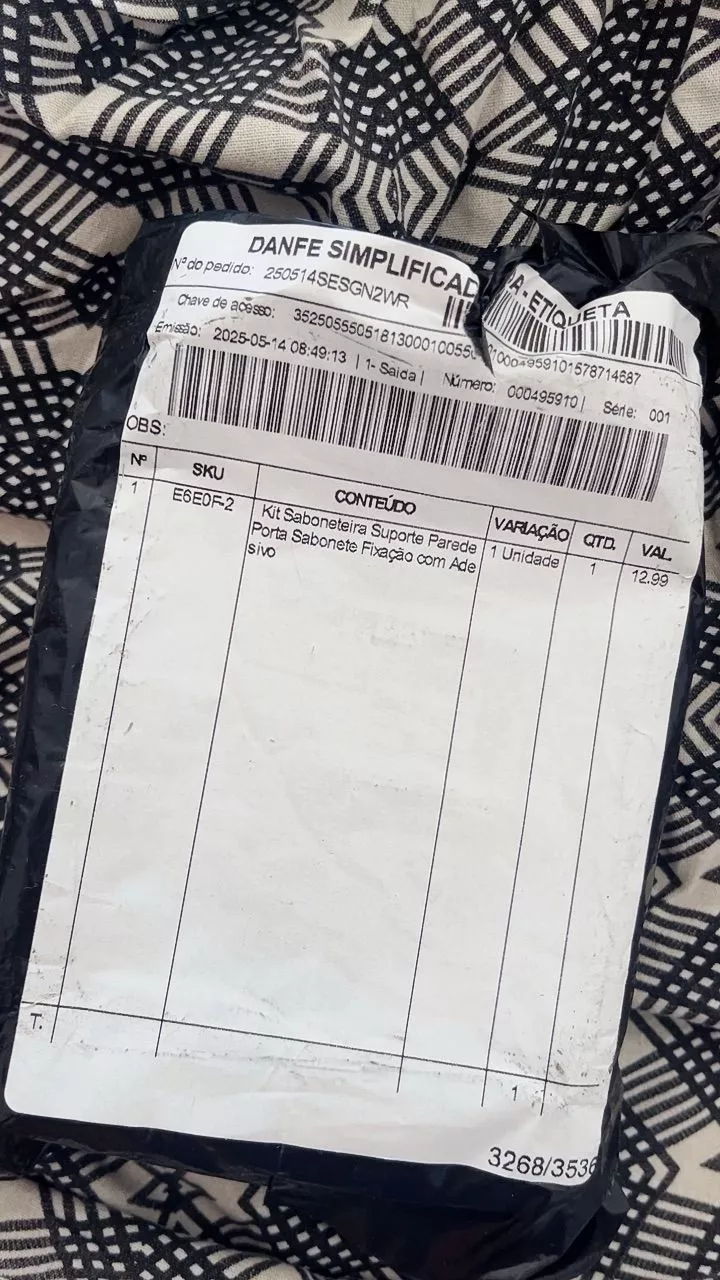 DANFE SIMPLIFICAD A - ETIQUETA
Nº do pedido: 250514SESGN2WR
Chave de acesso:
Emissão: 2025-05-14 08:49:13 | 1- Saída | Número: 000495910 | Série: 001
OBS:
Nº SKU CONTEÚDO VARIAÇÃO QTD. VAL
1 E6E0F-2 Kit Saboneteira Suporte Parede 1 Unidade 1 12.99
Porta Sabonete Fixação com Ade
sivo
T. 1
3268/3536